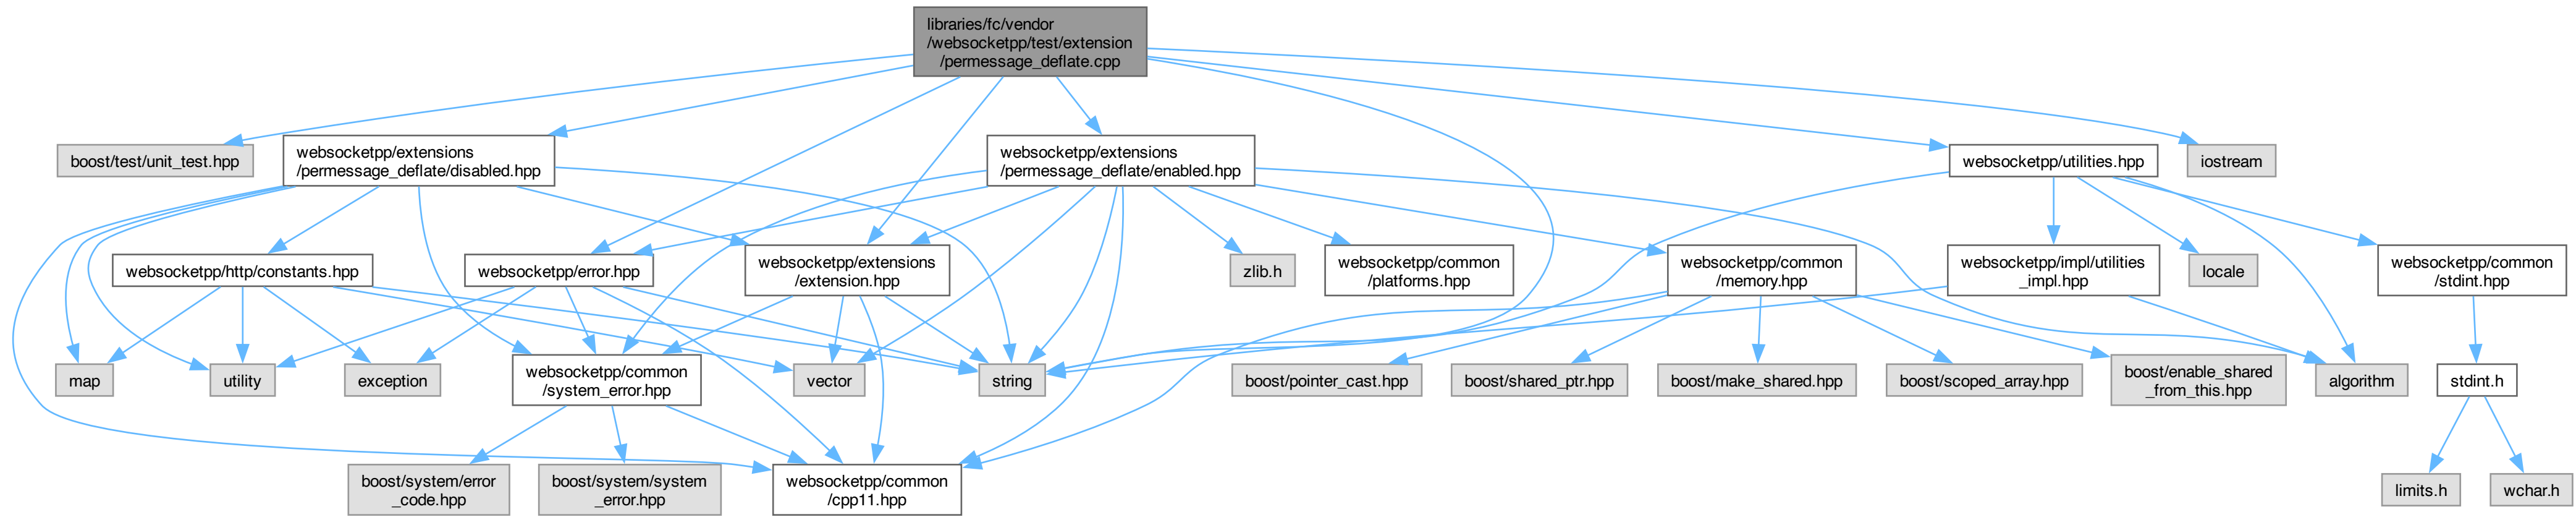 libraries/fc/vendor
/websocketpp/test/extension
/permessage_deflate.cpp
boost/test/unit_test.hpp
websocketpp/extensions
/permessage_deflate/disabled.hpp
websocketpp/extensions
/permessage_deflate/enabled.hpp
websocketpp/utilities.hpp
iostream
websocketpp/http/constants.hpp
websocketpp/error.hpp
websocketpp/extensions
/extension.hpp
zlib.h
websocketpp/common
/platforms.hpp
websocketpp/common
/memory.hpp
websocketpp/impl/utilities
_impl.hpp
locale
websocketpp/common
/stdint.hpp
map
utility
exception
websocketpp/common
/system_error.hpp
vector
string
boost/pointer_cast.hpp
boost/shared_ptr.hpp
boost/make_shared.hpp
boost/scoped_array.hpp
boost/enable_shared
_from_this.hpp
algorithm
stdint.h
boost/system/error
_code.hpp
boost/system/system
_error.hpp
websocketpp/common
/cpp11.hpp
limits.h
wchar.h